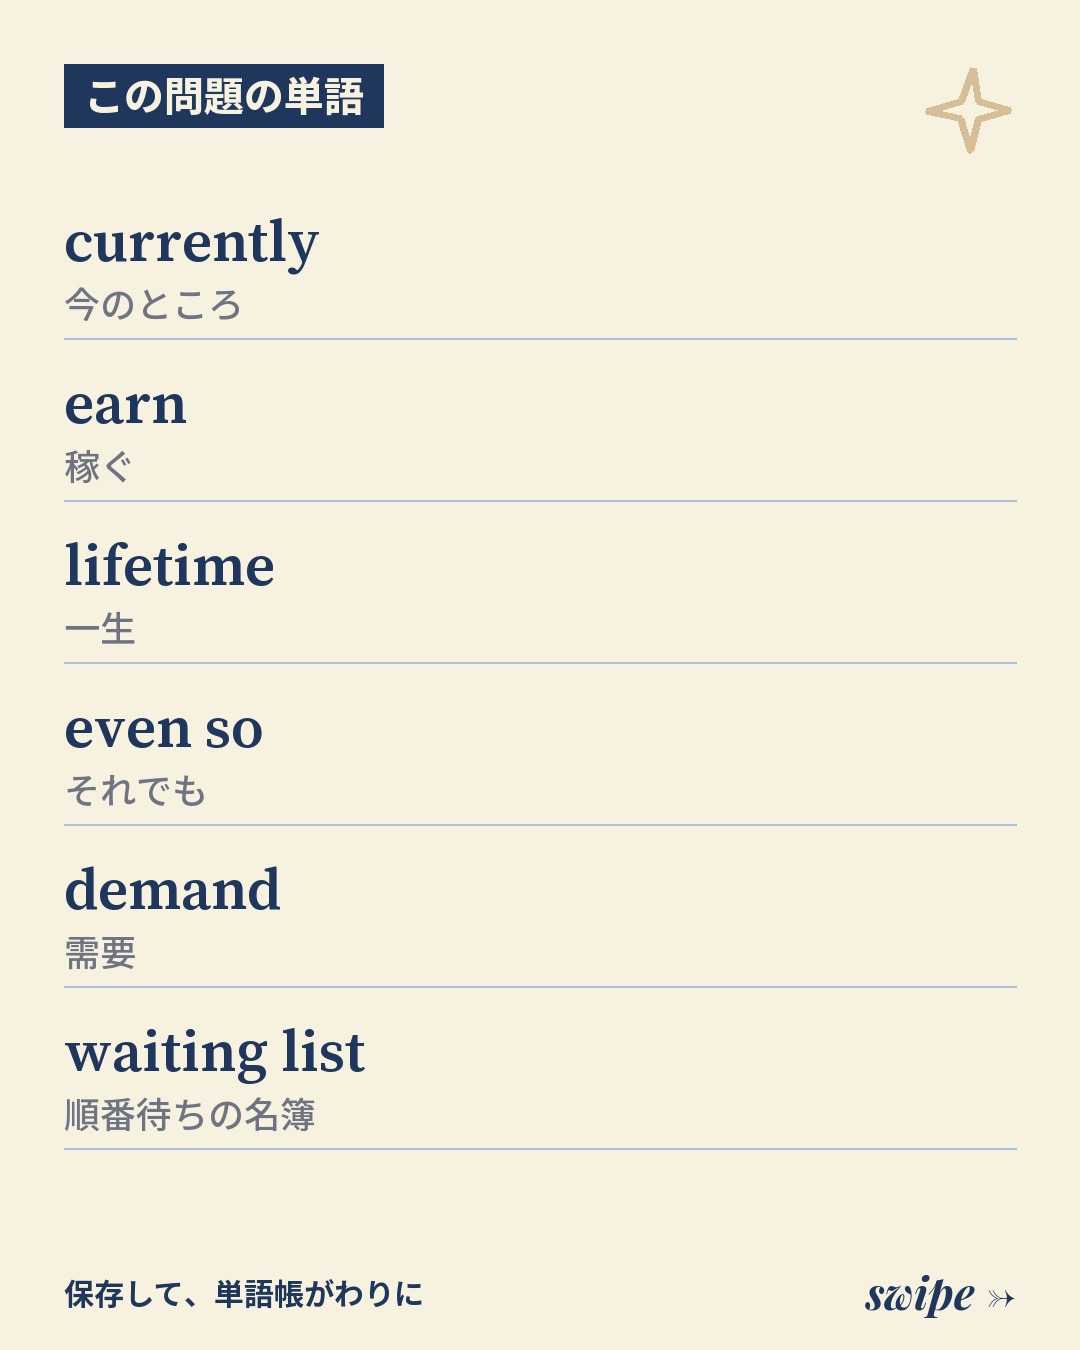 この問題の単語
currently
今のところ
earn
稼ぐ
lifetime
一生
even so
それでも
demand
需要
waiting list
順番待ちの名簿
保存して、単語帳がわりに
swipe